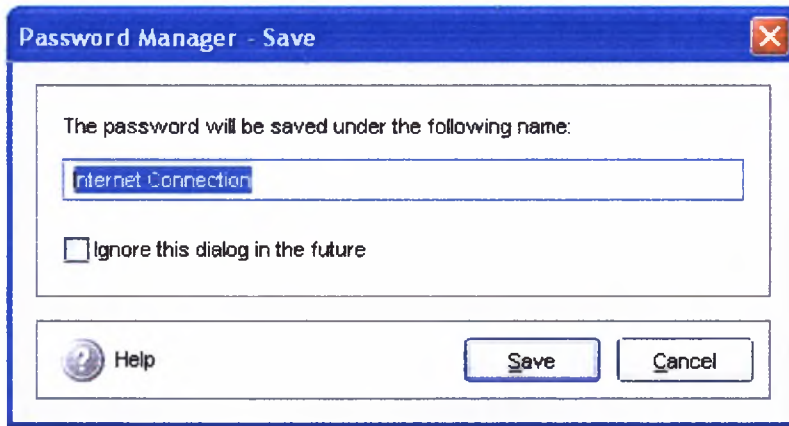 Password Manager - Save
The password will be saved under the following name:
Internet Connection
Ignore this dialog in the future
Help
Save
Cancel